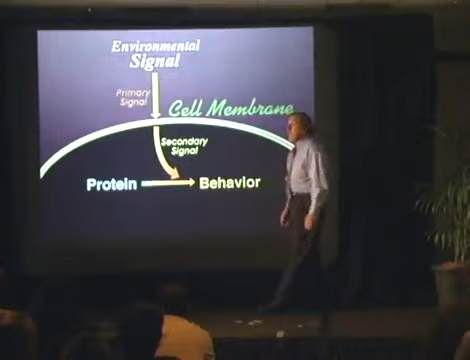 Environmental
Signal
Primary
Signal
Cell Membrane
Secondary
Signal
Protein
Behavior